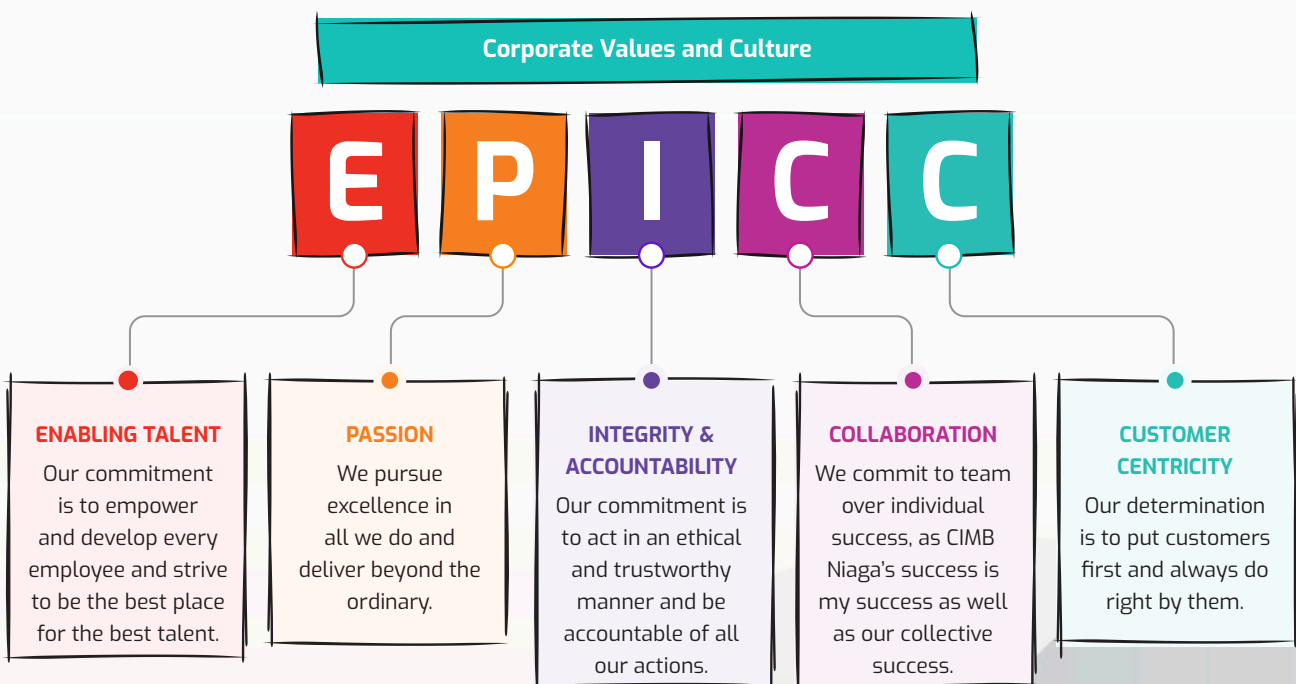 Corporate Values and Culture
E P I C C
ENABLING TALENT
Our commitment
is to empower
and develop every
employee and strive
to be the best place
for the best talent.
PASSION
We pursue
excellence in
all we do and
deliver beyond the
ordinary.
INTEGRITY &
ACCOUNTABILITY
Our commitment is
to act in an ethical
and trustworthy
manner and be
accountable of all
our actions.
COLLABORATION
We commit to team
over individual
success, as CIMB
Niaga's success is
my success as well
as our collective
success.
CUSTOMER
CENTRICITY
Our determination
is to put customers
first and always do
right by them.